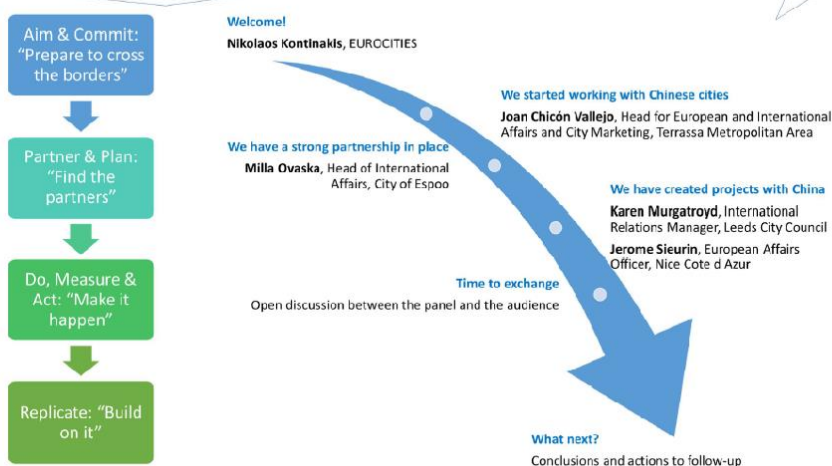 Aim & Commit:
“Prepare to cross
the borders”
Partner & Plan:
“Find the
partners”
Do, Measure &
Act: “Make it
happen”
Replicate: “Build
on it”
Welcome!
Nikolaos Kontinakis, EUROCITIES
We started working with Chinese cities
Joan Chicón Vallejo, Head for European and International
Affairs and City Marketing, Terrassa Metropolitan Area
We have a strong partnership in place
Milla Ovaska, Head of International
Affairs, City of Espoo
We have created projects with China
Karen Murgatroyd, International
Relations Manager, Leeds City Council
Jerome Sieurin, European Affairs
Officer, Nice Cote d Azur
Time to exchange
Open discussion between the panel and the audience
What next?
Conclusions and actions to follow-up